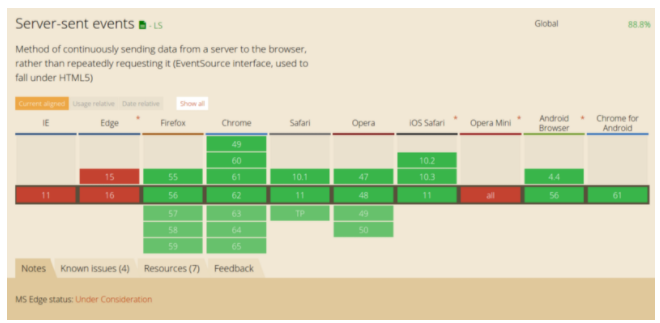 Server-sent events - LS
Global 88.8%
Method of continuously sending data from a server to the browser,
rather than repeatedly requesting it (EventSource interface, used to
fall under HTML5)
Current aligned Usage relative Date relative Show all
IE Edge * Firefox Chrome Safari Opera iOS Safari * Opera Mini * Android Browser * Chrome for Android
49
60 10.2
15 55 61 10.1 47 10.3 4.4
11 16 56 62 11 48 11 all 56 61
57 63 TP 49
58 64 50
59 65
Notes Known issues (4) Resources (7) Feedback
MS Edge status: Under Consideration